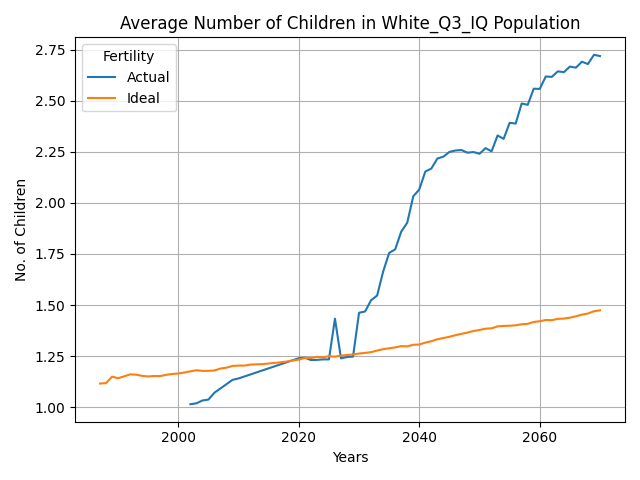 Average Number of Children in White_Q3_IQ Population
Fertility
Actual
Ideal
No. of Children
2.75
2.50
2.25
2.00
1.75
1.50
1.25
1.00
2000
2020
2040
2060
Years